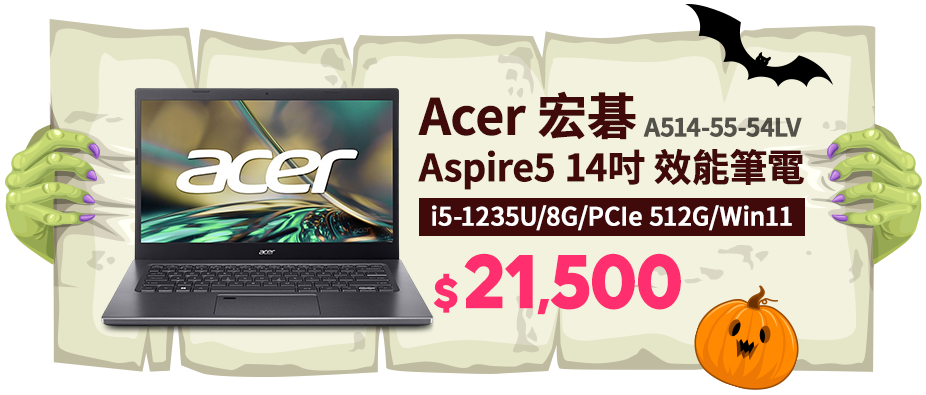 acer
acer
Acer 宏碁 A514-55-54LV
Aspire5 14吋 效能筆電
i5-1235U/8G/PCIe 512G/Win11
$21,500